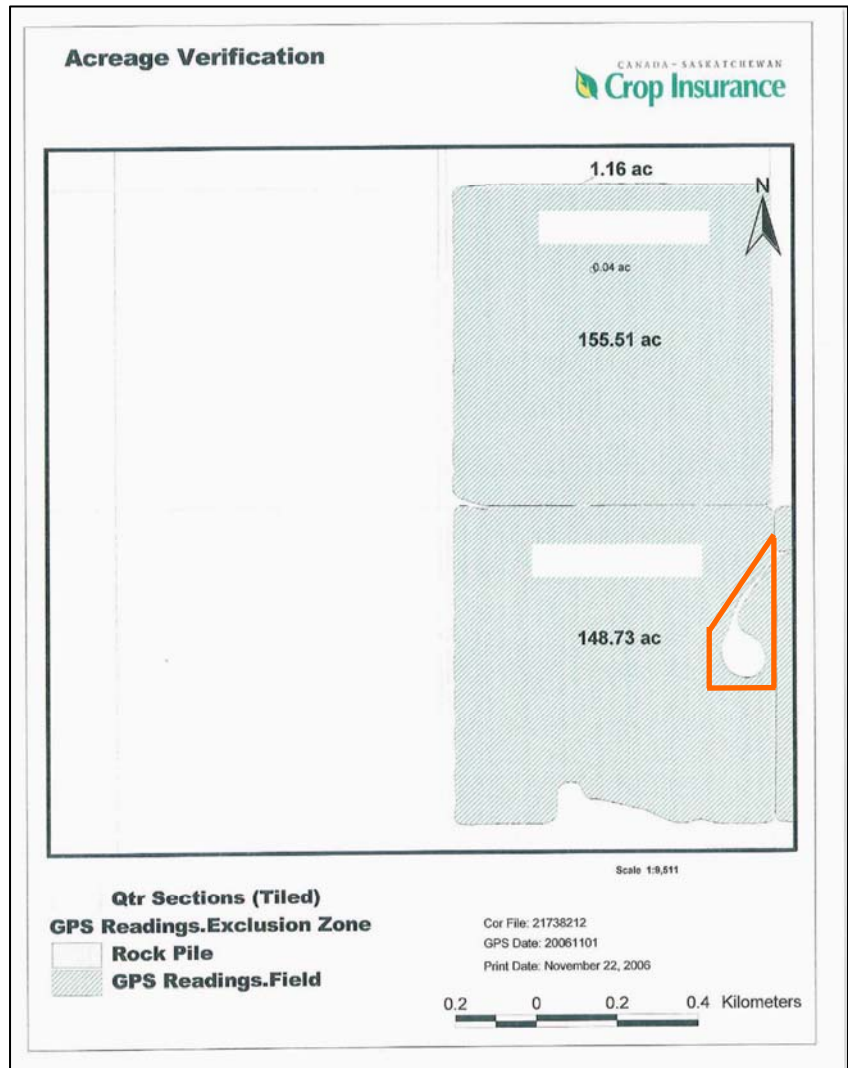 Acreage Verification
CANADA - SASKATCHEWAN
Crop Insurance
1.16 ac
N
0.04 ac
155.51 ac
148.73 ac
Scale 1:9,511
Qtr Sections (Tiled)
GPS Readings.Exclusion Zone
Rock Pile
GPS Readings.Field
Cor File: 21738212
GPS Date: 20061101
Print Date: November 22, 2006
0.2 0 0.2 0.4 Kilometers